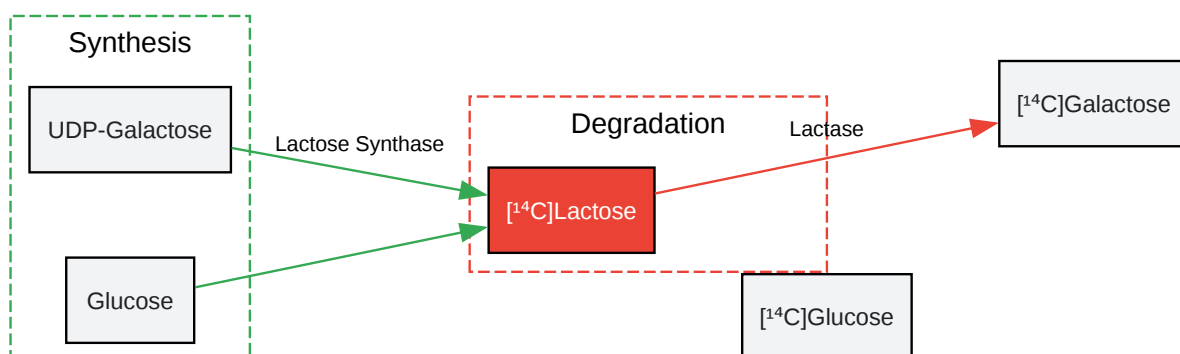 Synthesis
UDP-Galactose
Lactose Synthase
Glucose
Degradation
[¹⁴C]Lactose
Lactase
[¹⁴C]Galactose
[¹⁴C]Glucose